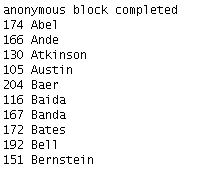 anonymous block completed
174 Abel
166 Ande
130 Atkinson
105 Austin
204 Baer
116 Baida
167 Banda
172 Bates
192 Bell
151 Bernstein